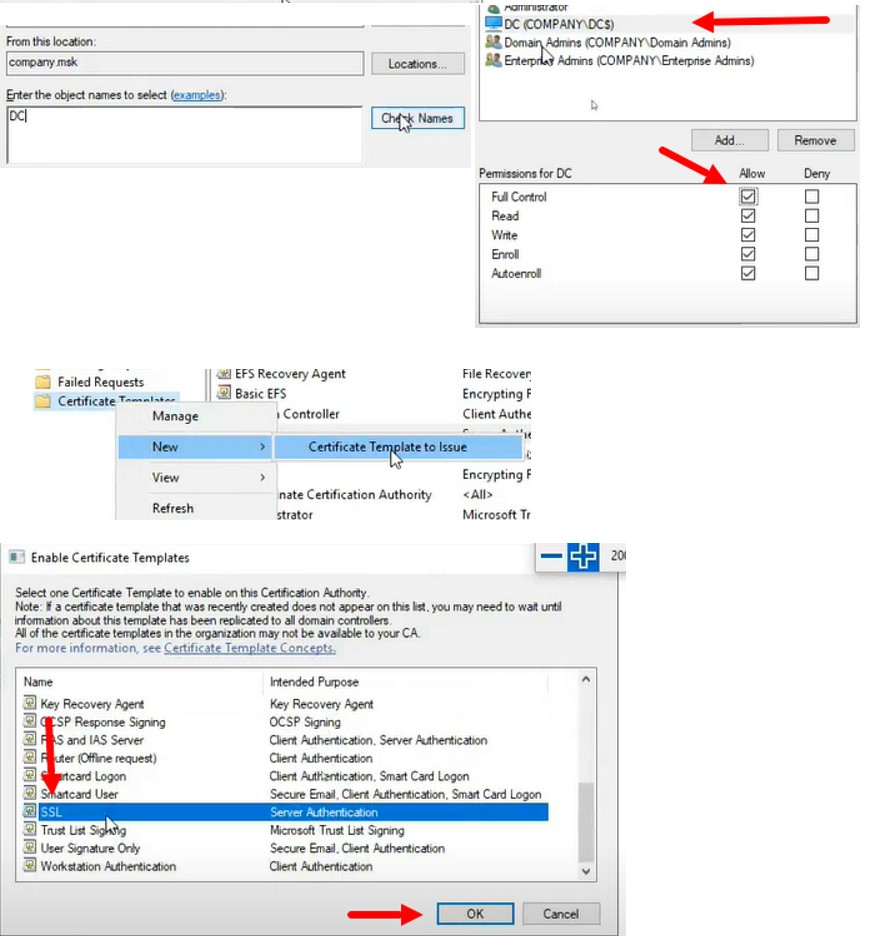 From this location:
company.msk
Locations...
Enter the object names to select (examples):
DC
Check Names
Administrator
DC (COMPANY\DC$)
Domain Admins (COMPANY\Domain Admins)
Enterprise Admins (COMPANY\Enterprise Admins)
Add... Remove
Permissions for DC Allow Deny
Full Control
Read
Write
Enroll
Autoenroll
Failed Requests
Certificate Templates
EFS Recovery Agent File Recovery
Basic EFS Encrypting F
Controller Client Authe
Manage
New
Certificate Template to Issue
View
Encrypting F
inate Certification Authority <All>
Refresh
strator Microsoft Tr
Enable Certificate Templates
200
Select one Certificate Template to enable on this Certification Authority.
Note: If a certificate template that was recently created does not appear on this list, you may need to wait until
information about this template has been replicated to all domain controllers.
All of the certificate templates in the organization may not be available to your CA.
For more information, see Certificate Template Concepts.
Name Intended Purpose
Key Recovery Agent Key Recovery Agent
OCSP Response Signing OCSP Signing
RAS and IAS Server Client Authentication, Server Authentication
Router (Offline request) Client Authentication
Smartcard Logon Client Authentication, Smart Card Logon
Smartcard User Secure Email, Client Authentication, Smart Card Logon
SSL Server Authentication
Trust List Signing Microsoft Trust List Signing
User Signature Only Secure Email, Client Authentication
Workstation Authentication Client Authentication
OK Cancel